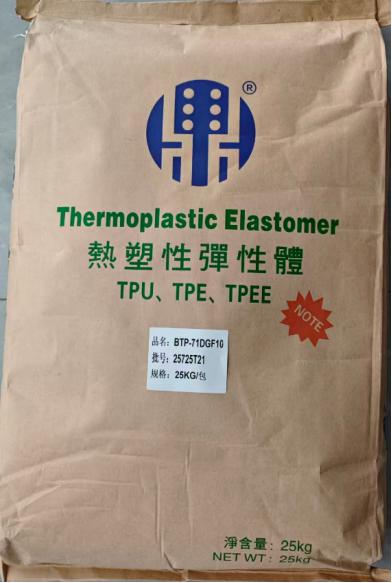 ®
Thermoplastic Elastomer
熱塑性彈性體
TPU、TPE、TPEE
NOTE
品名：BTP-71DGF10
批号：25725T21
规格：25KG/包
淨含量：25kg
NET WT：25kg